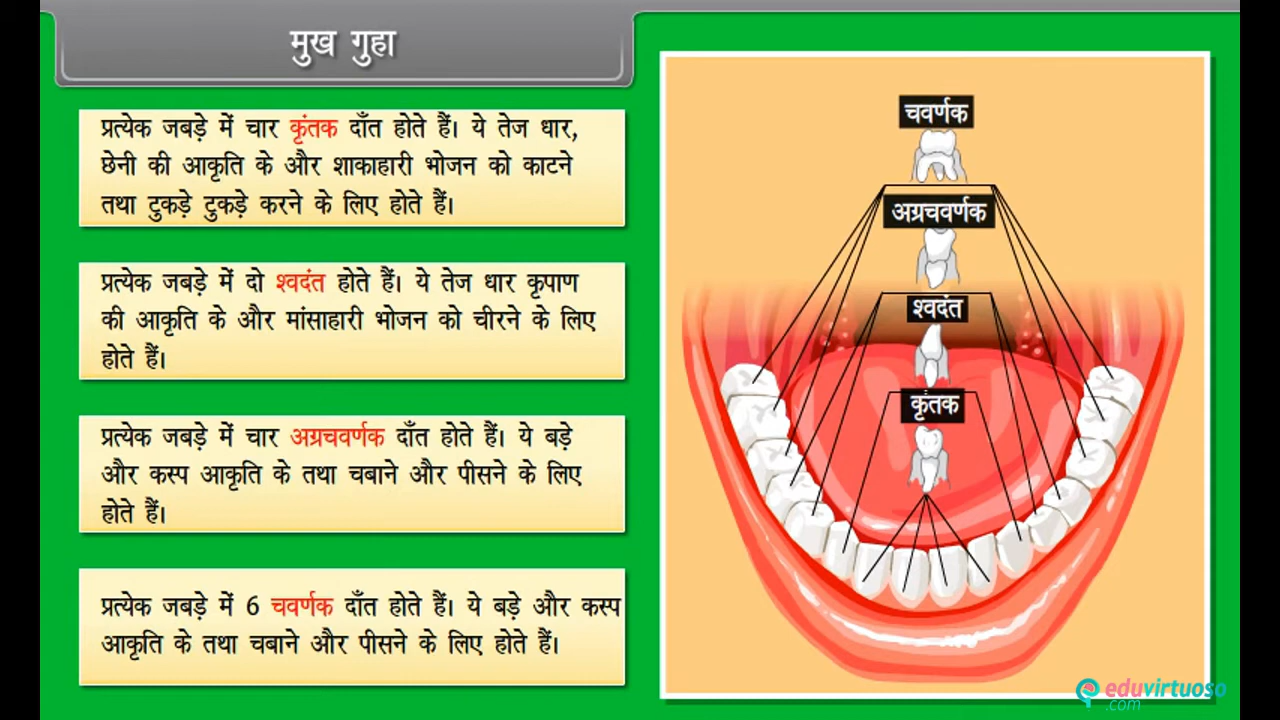 मुख गुहा
प्रत्येक जबड़े में चार कृंतक दाँत होते हैं। ये तेज धार,
छेनी की आकृति के और शाकाहारी भोजन को काटने
तथा टुकड़े टुकड़े करने के लिए होते हैं।
प्रत्येक जबड़े में दो श्वदंत होते हैं। ये तेज धार कृपाण
की आकृति के और मांसाहारी भोजन को चीरने के लिए
होते हैं।
प्रत्येक जबड़े में चार अग्रचवर्णक दाँत होते हैं। ये बड़े
और कस्प आकृति के तथा चबाने और पीसने के लिए
होते हैं।
प्रत्येक जबड़े में 6 चवर्णक दाँत होते हैं। ये बड़े और कस्प
आकृति के तथा चबाने और पीसने के लिए होते हैं।
चवर्णक
अग्रचवर्णक
श्वदंत
कृंतक
eduvirtuoso
.com